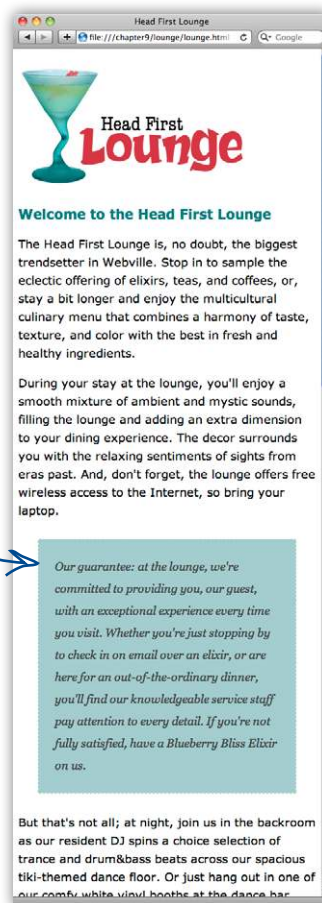 Head First Lounge
file:///chapter9/lounge/lounge.html
Google
Head First
Lounge
Welcome to the Head First Lounge
The Head First Lounge is, no doubt, the biggest
trendsetter in Webville. Stop in to sample the
eclectic offering of elixirs, teas, and coffees, or,
stay a bit longer and enjoy the multicultural
culinary menu that combines a harmony of taste,
texture, and color with the best in fresh and
healthy ingredients.
During your stay at the lounge, you'll enjoy a
smooth mixture of ambient and mystic sounds,
filling the lounge and adding an extra dimension
to your dining experience. The decor surrounds
you with the relaxing sentiments of sights from
eras past. And, don't forget, the lounge offers free
wireless access to the Internet, so bring your
laptop.
Our guarantee: at the lounge, we're
committed to providing you, our guest,
with an exceptional experience every time
you visit. Whether you're just stopping by
to check in on email over an elixir, or are
here for an out-of-the-ordinary dinner,
you'll find our knowledgeable service staff
pay attention to every detail. If you're not
fully satisfied, have a Blueberry Bliss Elixir
on us.
But that's not all; at night, join us in the backroom
as our resident DJ spins a choice selection of
trance and drum&bass beats across our spacious
tiki-themed dance floor. Or just hang out in one of
our comfy white vinyl booths at the dance bar.